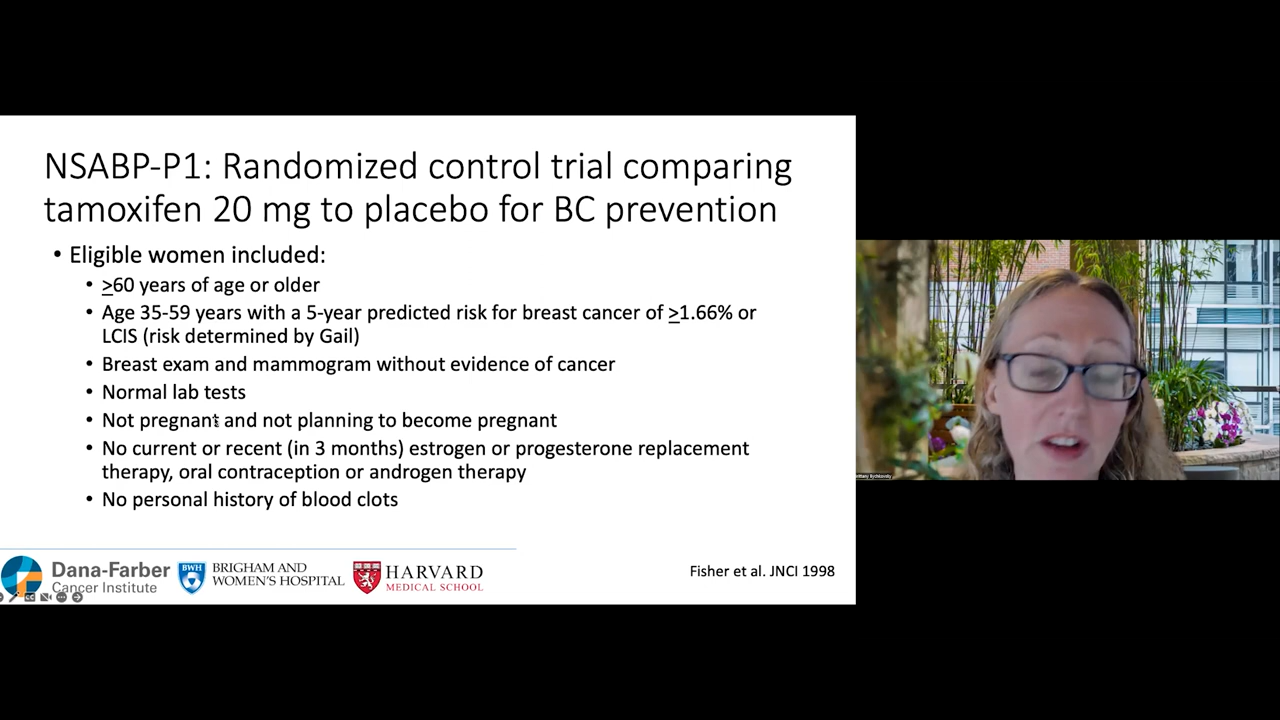 NSABP-P1: Randomized control trial comparing
tamoxifen 20 mg to placebo for BC prevention
• Eligible women included:
• ≥60 years of age or older
• Age 35-59 years with a 5-year predicted risk for breast cancer of ≥1.66% or
LCIS (risk determined by Gail)
• Breast exam and mammogram without evidence of cancer
• Normal lab tests
• Not pregnant and not planning to become pregnant
• No current or recent (in 3 months) estrogen or progesterone replacement
therapy, oral contraception or androgen therapy
• No personal history of blood clots
Dana-Farber
Cancer Institute
BWH
BRIGHAM AND
WOMEN'S HOSPITAL
HARVARD
MEDICAL SCHOOL
Fisher et al. JNCI 1998
Brittany Bychkovsky